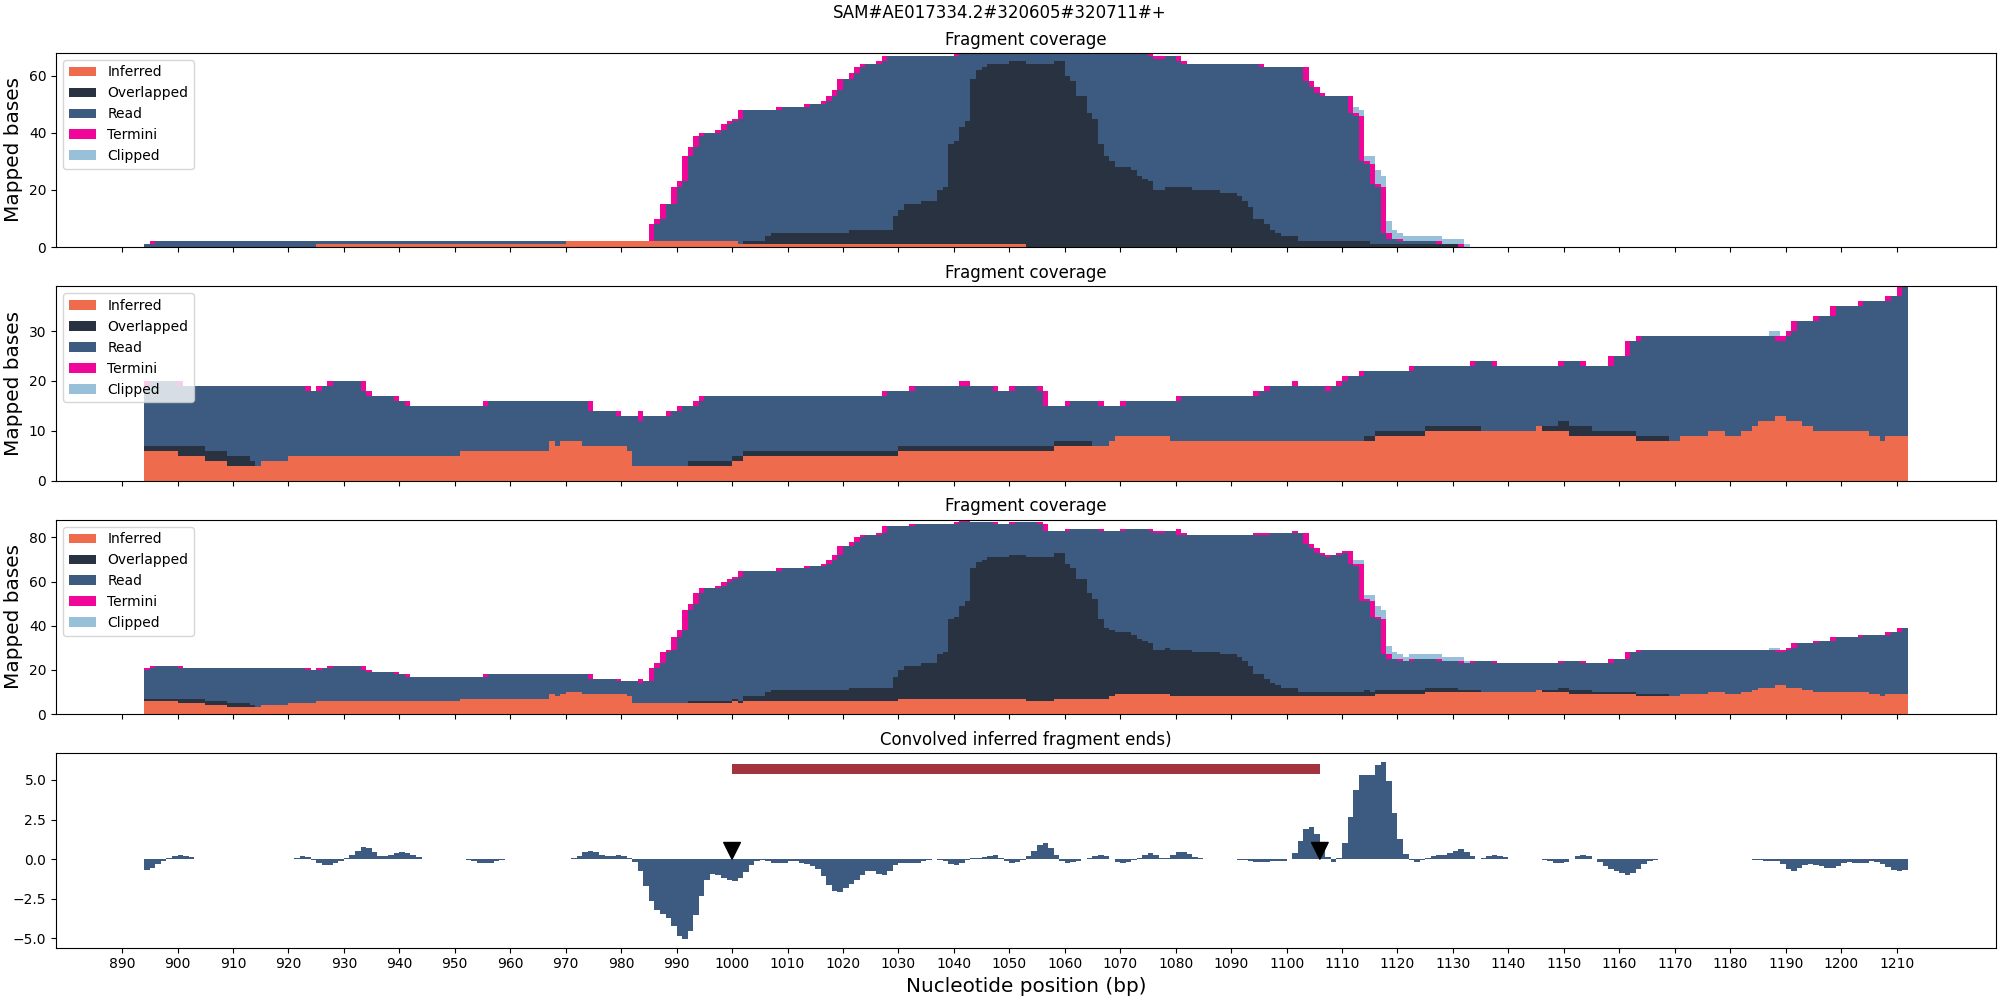 SAM#AE017334.2#320605#320711#+
Fragment coverage
Mapped bases
60
40
20
0
Inferred
Overlapped
Read
Termini
Clipped
Fragment coverage
Mapped bases
30
20
10
0
Inferred
Overlapped
Read
Termini
Clipped
Fragment coverage
Mapped bases
80
60
40
20
0
Inferred
Overlapped
Read
Termini
Clipped
Convolved inferred fragment ends)
5.0
2.5
0.0
−2.5
−5.0
890 900 910 920 930 940 950 960 970 980 990 1000 1010 1020 1030 1040 1050 1060 1070 1080 1090 1100 1110 1120 1130 1140 1150 1160 1170 1180 1190 1200 1210
Nucleotide position (bp)